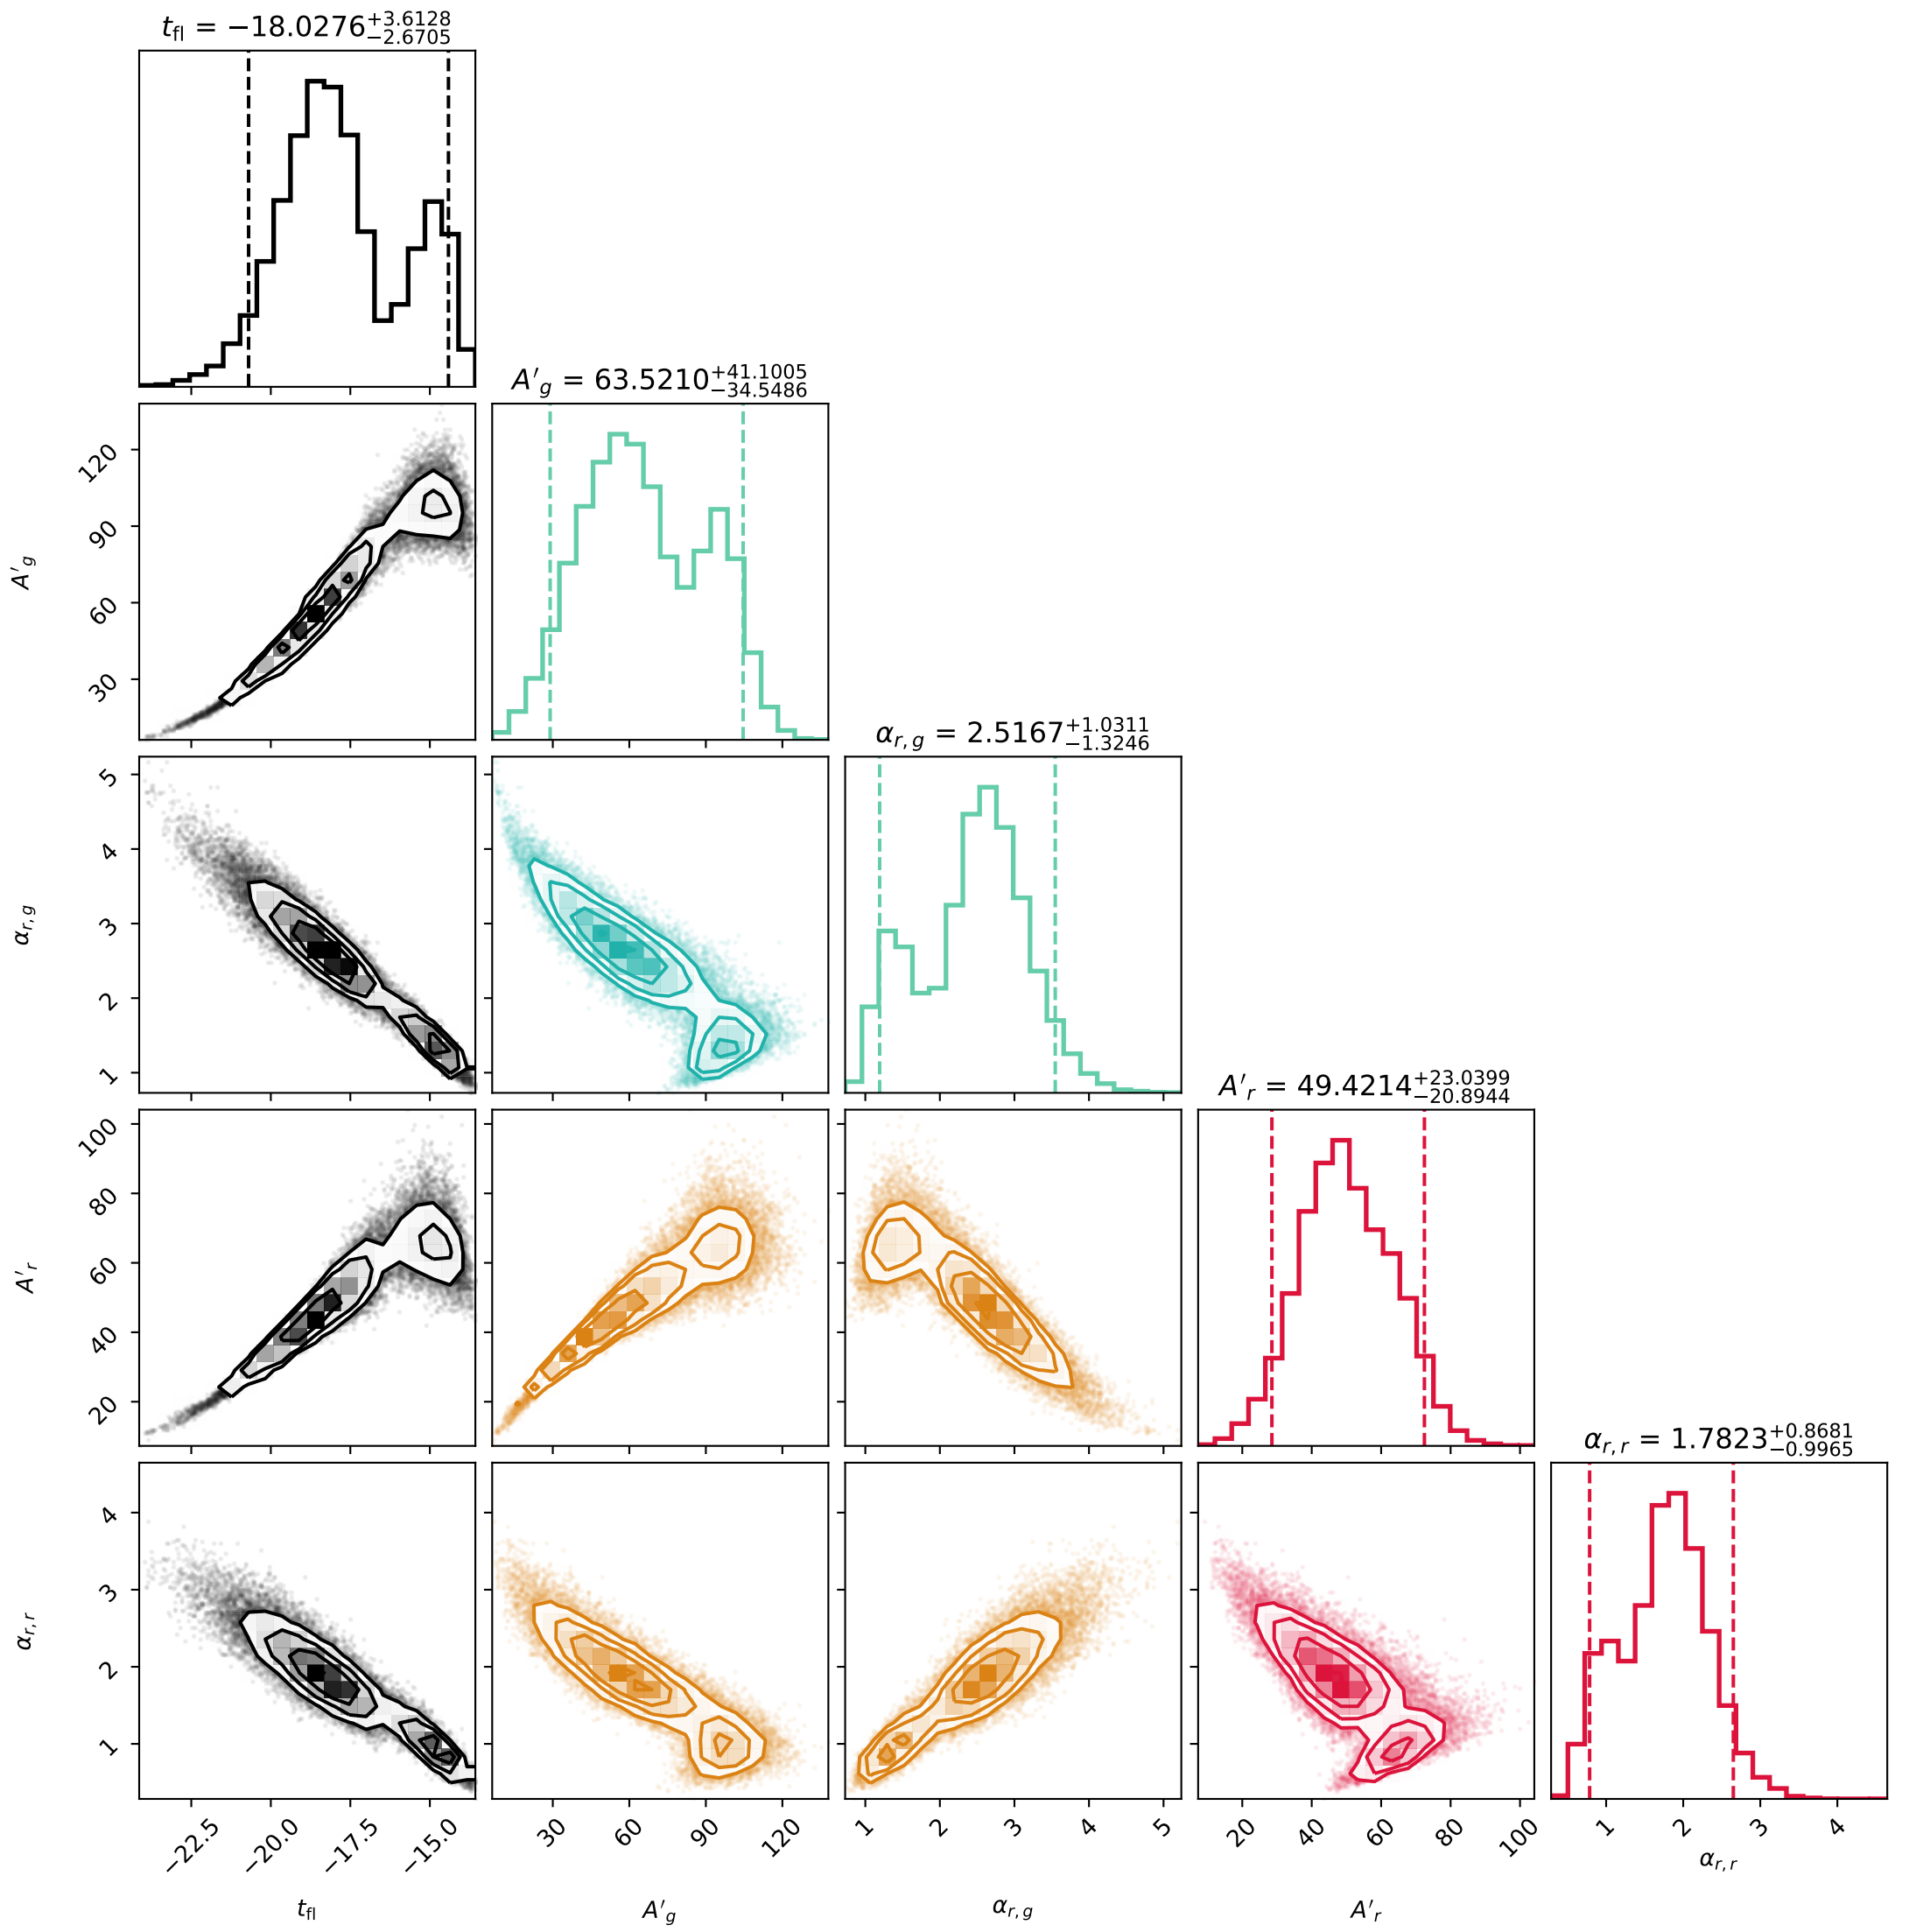 t_fl = −18.0276 +3.6128 −2.6705
A′_g = 63.5210 +41.1005 −34.5486
120
90
60
30
A′_g
α_{r,g} = 2.5167 +1.0311 −1.3246
5
4
3
2
1
α_{r,g}
A′_r = 49.4214 +23.0399 −20.8944
100
80
60
40
20
A′_r
α_{r,r} = 1.7823 +0.8681 −0.9965
4
3
2
1
α_{r,r}
−22.5 −20.0 −17.5 −15.0 30 60 90 120 1 2 3 4 5 20 40 60 80 100 1 2 3 4
α_{r,r}
t_fl A′_g α_{r,g} A′_r